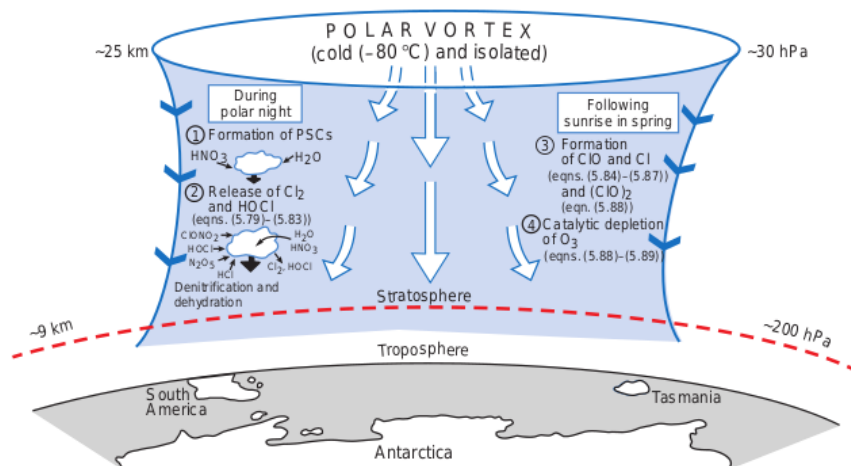 POLAR VORTEX
(cold (–80 °C) and isolated)
~25 km
~30 hPa
During
polar night
① Formation of PSCs
HNO3
H2O
② Release of Cl2
and HOCl
(eqns. (5.79)–(5.83))
ClONO2
HOCl
N2O5
HCl
H2O
HNO3
Cl2, HOCl
Denitrification and
dehydration
Following
sunrise in spring
③ Formation
of ClO and Cl
(eqns. (5.84)–(5.87))
and (ClO)2
(eqn. (5.88))
④ Catalytic depletion
of O3
(eqns. (5.88)–(5.89))
Stratosphere
~9 km
~200 hPa
Troposphere
South
America
Tasmania
Antarctica